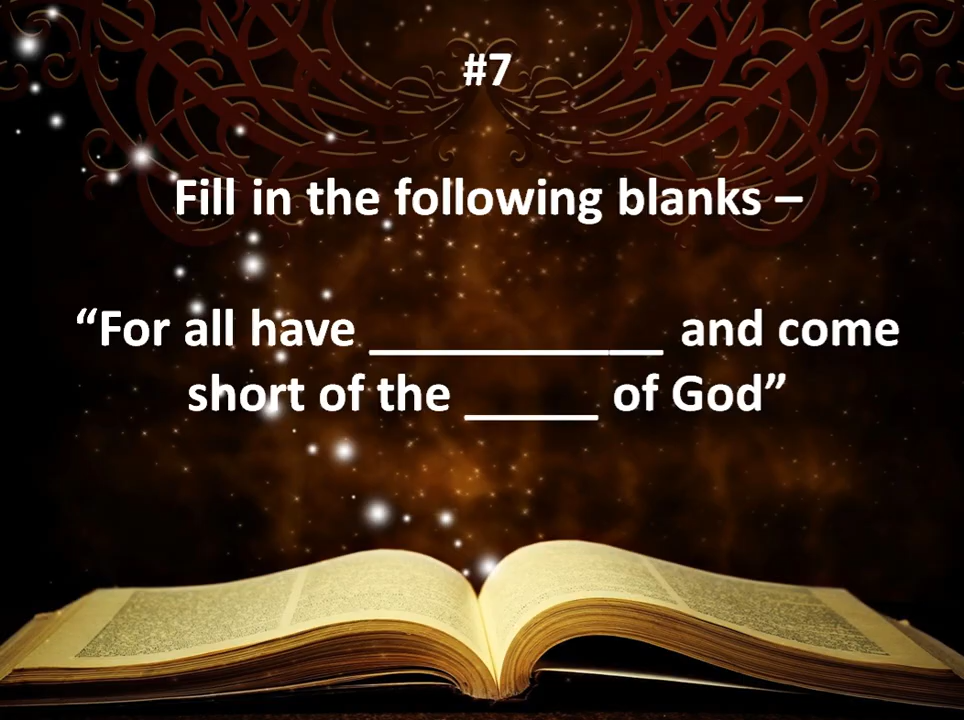 #7
Fill in the following blanks –
“For all have ___________ and come
short of the _____ of God”